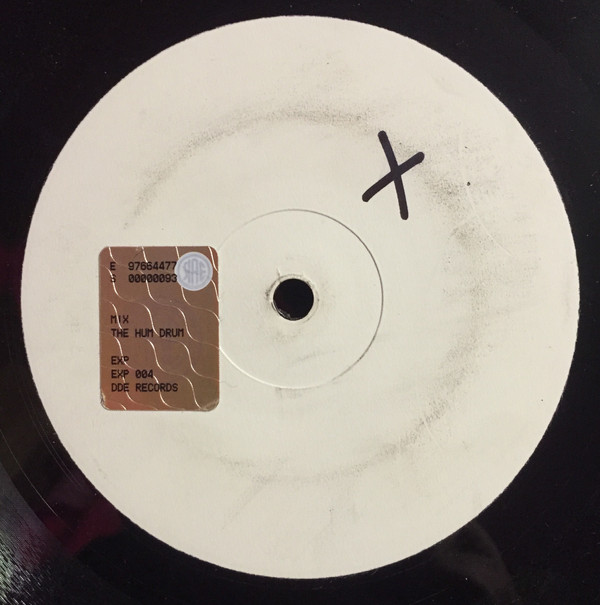 X
E 97664477
S 00000093
MIX
THE HUM DRUM
EXP
EXP 004
DDE RECORDS